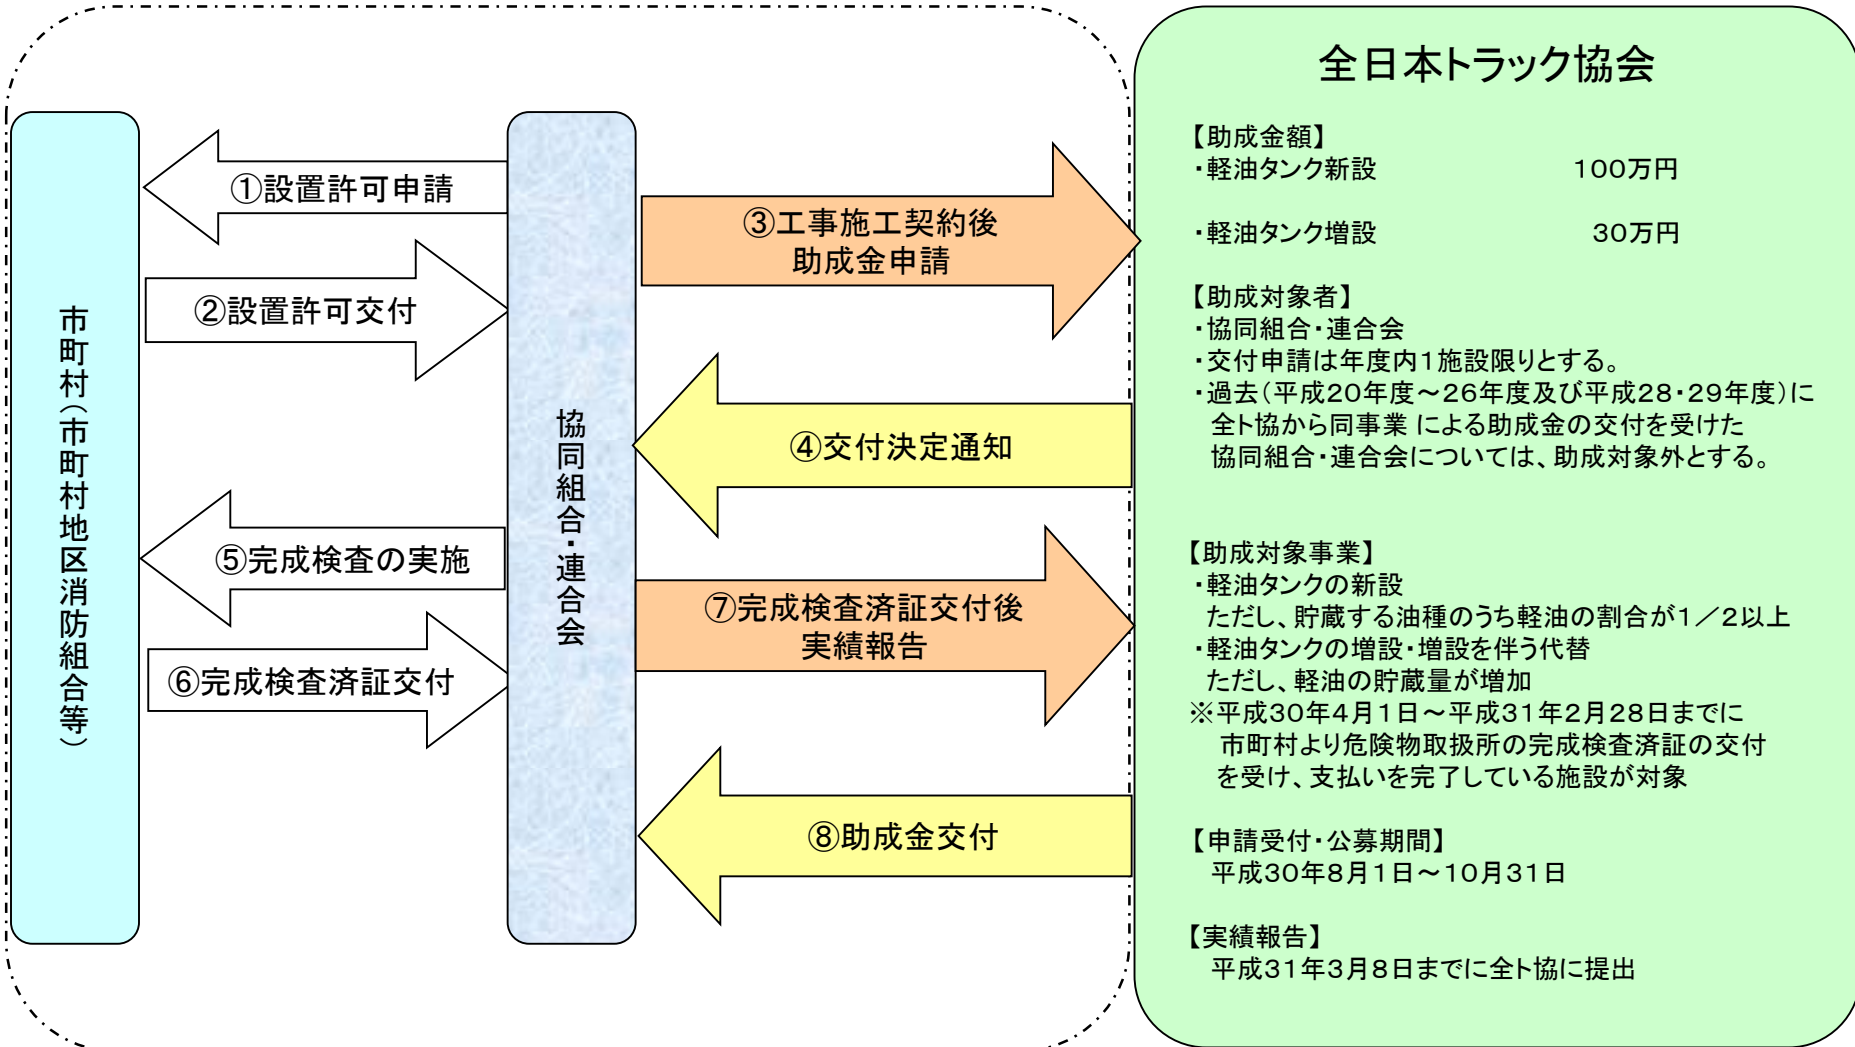 市町村（市町村地区消防組合等）
協同組合・連合会
①設置許可申請
②設置許可交付
③工事施工契約後
助成金申請
④交付決定通知
⑤完成検査の実施
⑥完成検査済証交付
⑦完成検査済証交付後
実績報告
⑧助成金交付
全日本トラック協会
【助成金額】
・軽油タンク新設　　　　　　100万円
・軽油タンク増設　　　　　　30万円
【助成対象者】
・協同組合・連合会
・交付申請は年度内1施設限りとする。
・過去（平成20年度～26年度及び平成28・29年度）に
全ト協から同事業 による助成金の交付を受けた
協同組合・連合会については、助成対象外とする。
【助成対象事業】
・軽油タンクの新設
ただし、貯蔵する油種のうち軽油の割合が1／2以上
・軽油タンクの増設・増設を伴う代替
ただし、軽油の貯蔵量が増加
※平成30年4月1日～平成31年2月28日までに
市町村より危険物取扱所の完成検査済証の交付
を受け、支払いを完了している施設が対象
【申請受付・公募期間】
平成30年8月1日～10月31日
【実績報告】
平成31年3月8日までに全ト協に提出